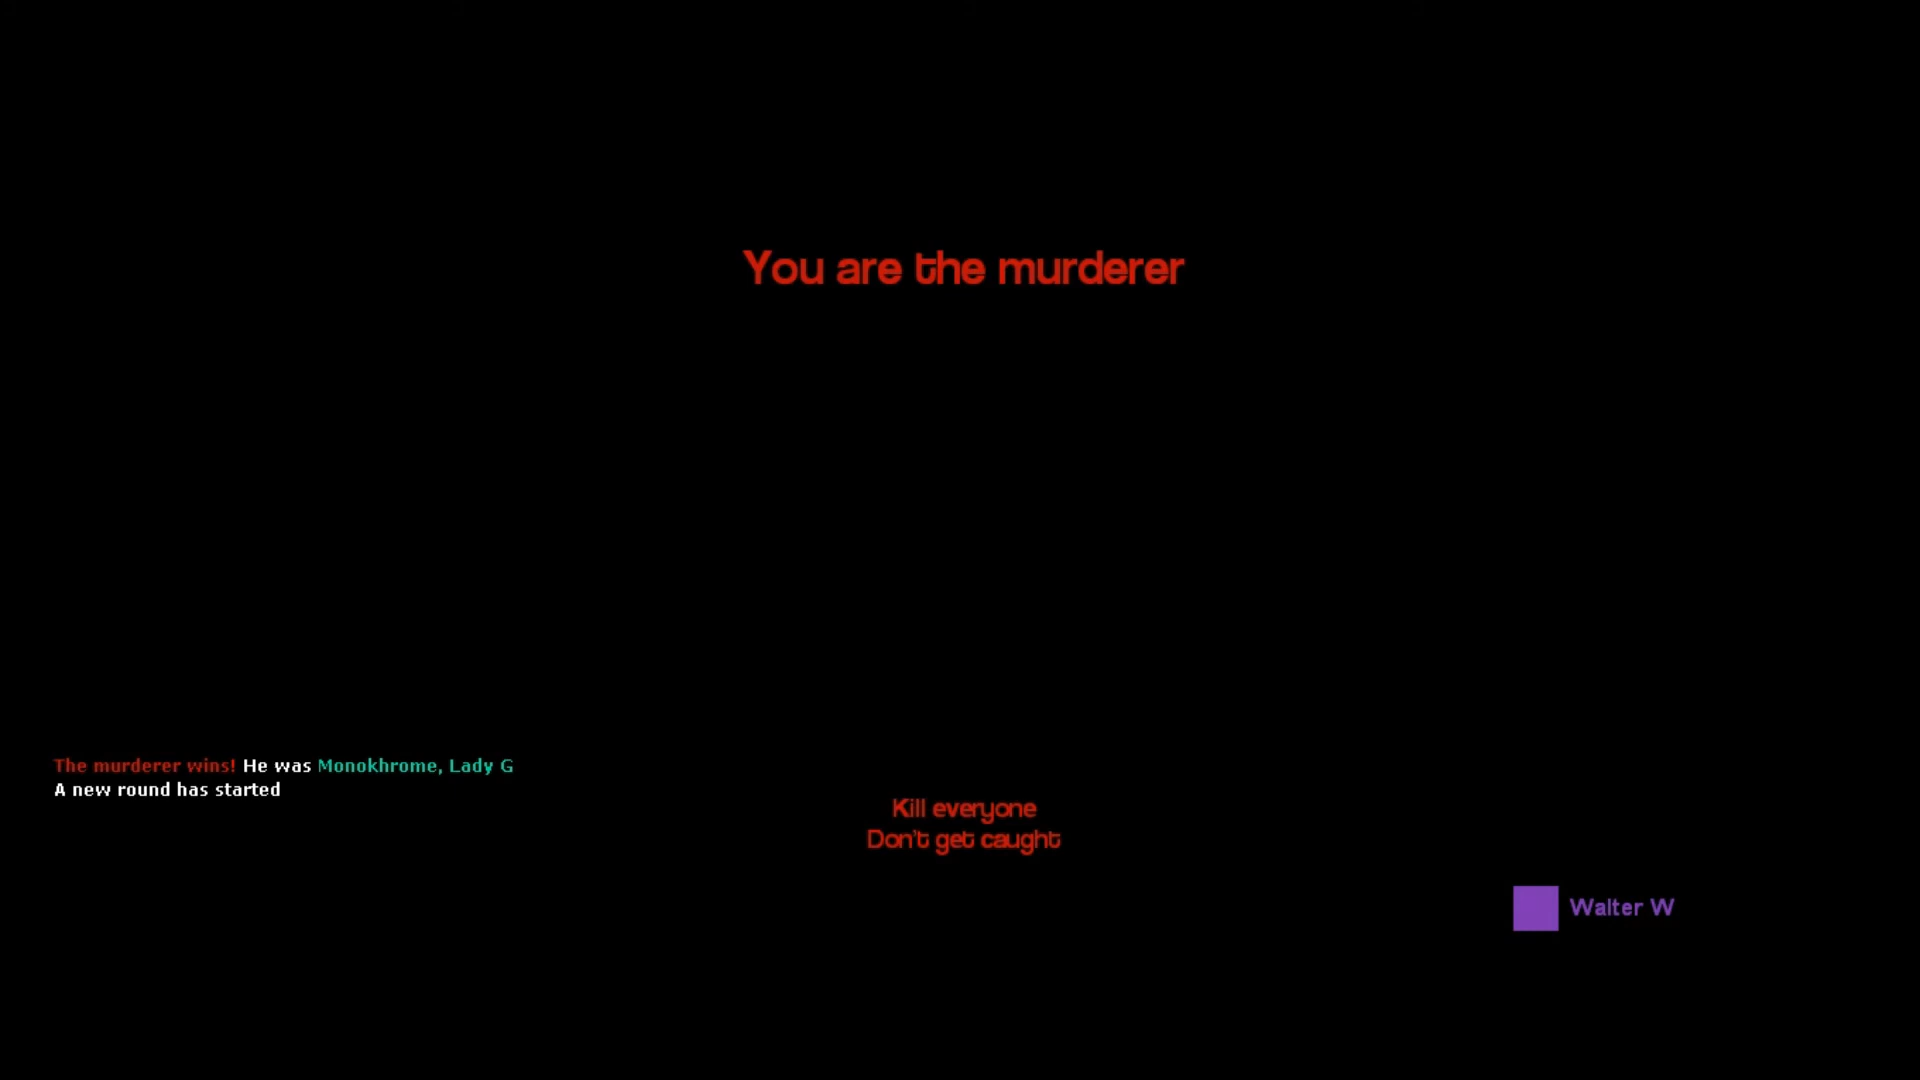 You are the murderer
The murderer wins! He was Monokhrome, Lady G
A new round has started
Kill everyone
Don't get caught
Walter W